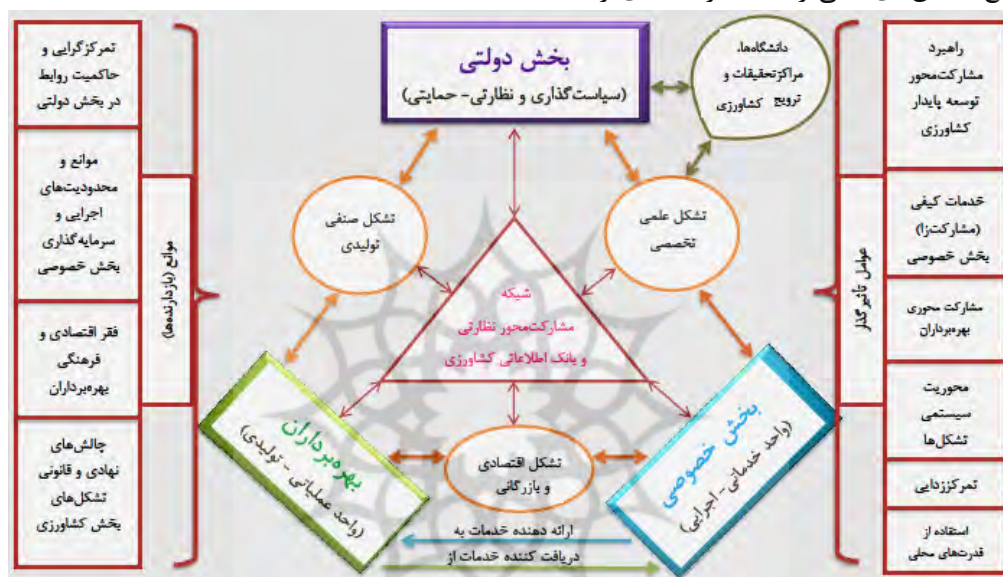 راهبرد
مشارکت‌محور
توسعه پایدار
کشاورزی
خدمات کیفی
(مشارکت‌زا)
بخش خصوصی
مشارکت محوری
بهره‌برداران
محوریت
سیستمی
تشکل‌ها
تمرکززدایی
استفاده از
قدرت‌های محلی
عوامل تأثیرگذار
دانشگاه‌ها،
مراکزتحقیقات و
ترویج کشاورزی
بخش دولتی
(سیاست‌گذاری و نظارتی- حمایتی)
تشکل علمی
تخصصی
تشکل صنفی
تولیدی
شبکه
مشارکت‌محور نظارتی
و بانک اطلاعاتی کشاورزی
بخش خصوصی
(واحد خدماتی- اجرایی)
تشکل اقتصادی
و بازرگانی
بهره‌برداران
(واحد عملیاتی - تولیدی)
ارائه دهنده خدمات به
دریافت کننده خدمات از
موانع (بازدارنده‌ها)
تمرکزگرایی و
حاکمیت روابط
در بخش دولتی
موانع و
محدودیت‌های
اجرایی و
سرمایه‌گذاری
بخش خصوصی
فقر اقتصادی و
فرهنگی
بهره‌برداران
چالش‌های
نهادی و قانونی
تشکل‌های
بخش کشاورزی